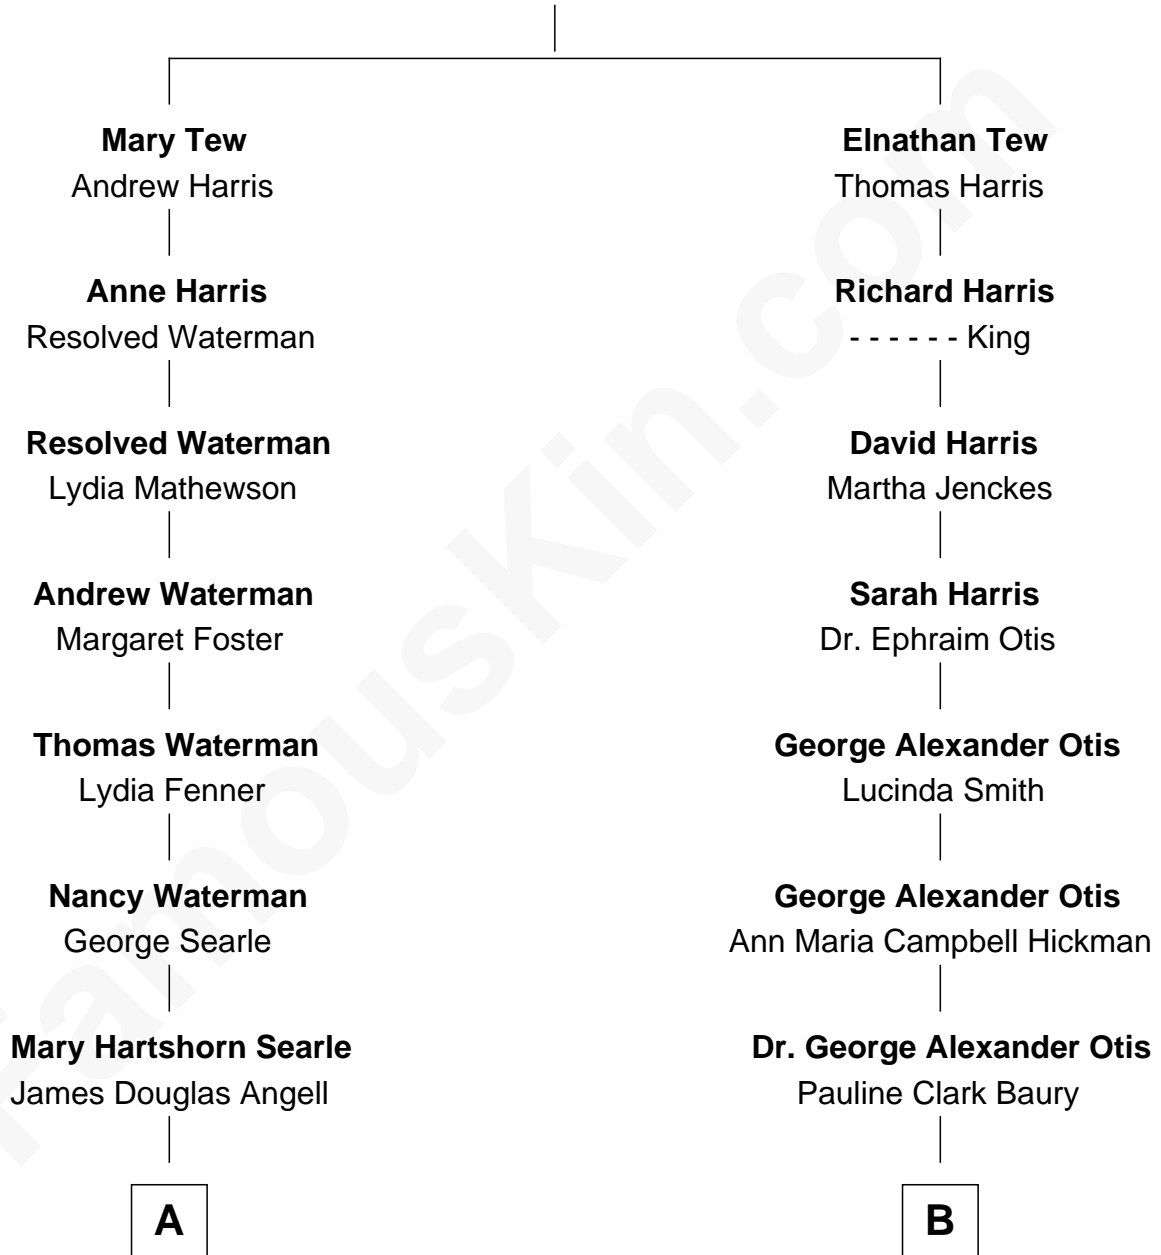 Mary Tew
Andrew Harris
Anne Harris
Resolved Waterman
Resolved Waterman
Lydia Mathewson
Andrew Waterman
Margaret Foster
Thomas Waterman
Lydia Fenner
Nancy Waterman
George Searle
Mary Hartshorn Searle
James Douglas Angell
A
Elnathan Tew
Thomas Harris
Richard Harris
- - - - - - King
David Harris
Martha Jenckes
Sarah Harris
Dr. Ephraim Otis
George Alexander Otis
Lucinda Smith
George Alexander Otis
Ann Maria Campbell Hickman
Dr. George Alexander Otis
Pauline Clark Baury
B
FamousKin.com